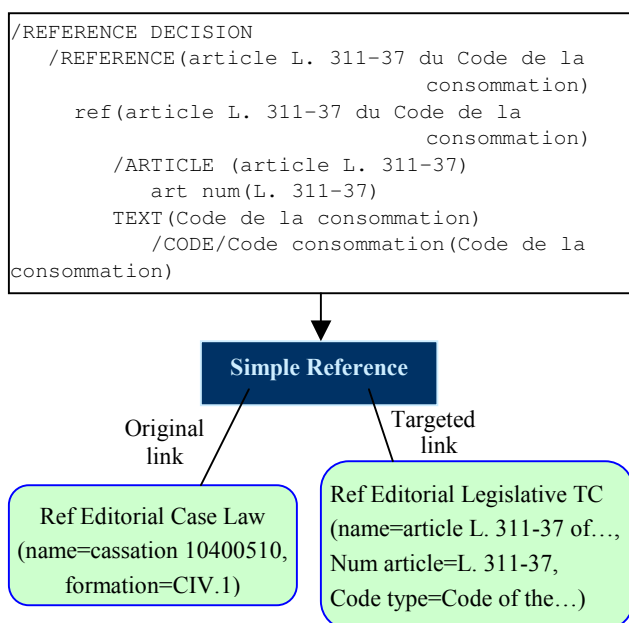 /REFERENCE DECISION
/REFERENCE(article L. 311-37 du Code de la
consommation)
ref(article L. 311-37 du Code de la
consommation)
/ARTICLE (article L. 311-37)
art num(L. 311-37)
TEXT(Code de la consommation)
/CODE/Code consommation(Code de la
consommation)
Simple Reference
Original
link
Targeted
link
Ref Editorial Case Law
(name=cassation 10400510,
formation=CIV.1)
Ref Editorial Legislative TC
(name=article L. 311-37 of…,
Num article=L. 311-37,
Code type=Code of the…)